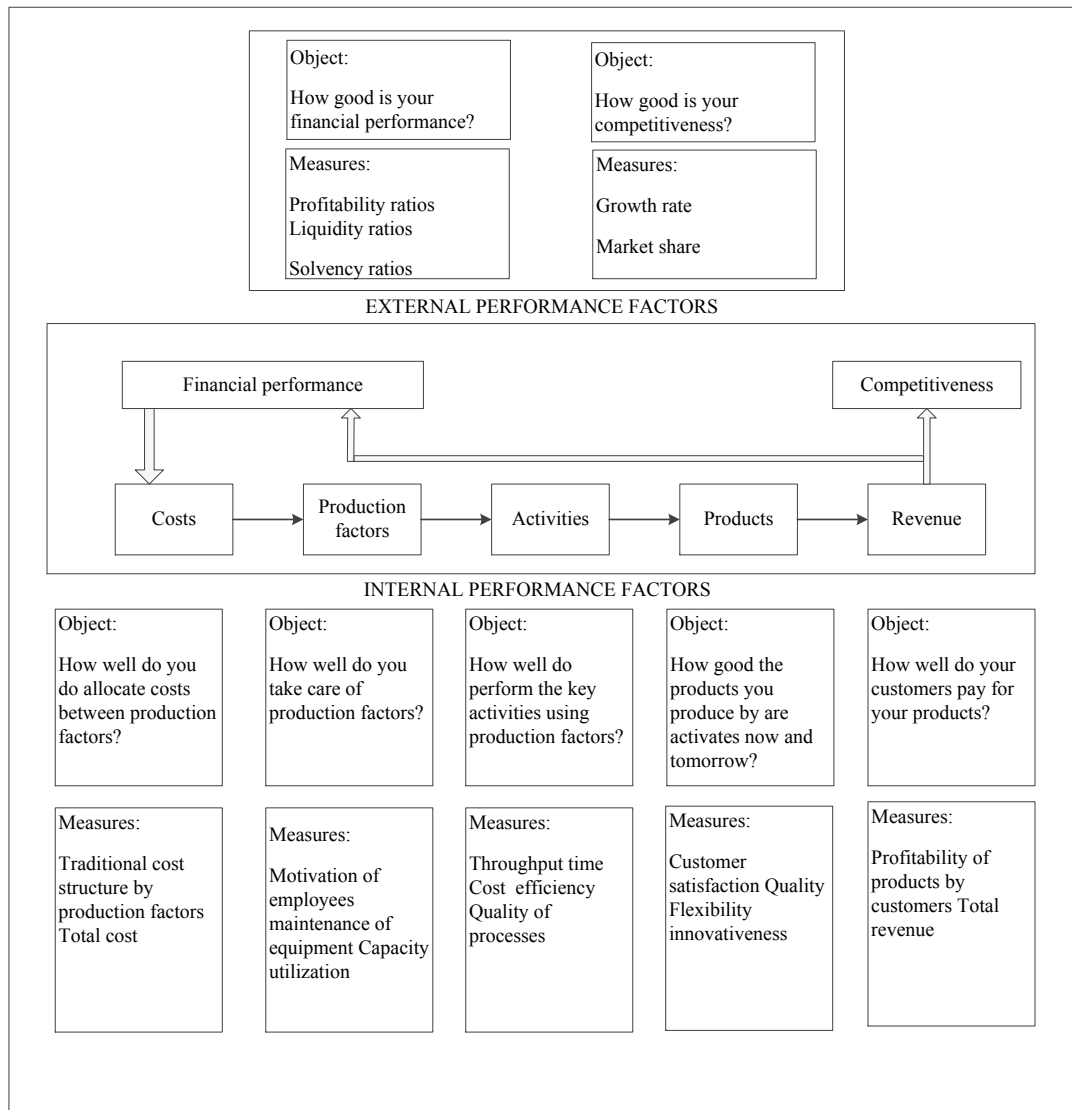 Object:
How good is your
financial performance?
Object:
How good is your
competitiveness?
Measures:
Profitability ratios
Liquidity ratios
Solvency ratios
Measures:
Growth rate
Market share
EXTERNAL PERFORMANCE FACTORS
Financial performance
Competitiveness
Costs
Production
factors
Activities
Products
Revenue
INTERNAL PERFORMANCE FACTORS
Object:
How well do you
do allocate costs
between production
factors?
Object:
How well do you
take care of
production factors?
Object:
How well do
perform the key
activities using
production factors?
Object:
How good the
products you
produce by are
activates now and
tomorrow?
Object:
How well do your
customers pay for
your products?
Measures:
Traditional cost
structure by
production factors
Total cost
Measures:
Motivation of
employees
maintenance of
equipment Capacity
utilization
Measures:
Throughput time
Cost efficiency
Quality of
processes
Measures:
Customer
satisfaction Quality
Flexibility
innovativeness
Measures:
Profitability of
products by
customers Total
revenue